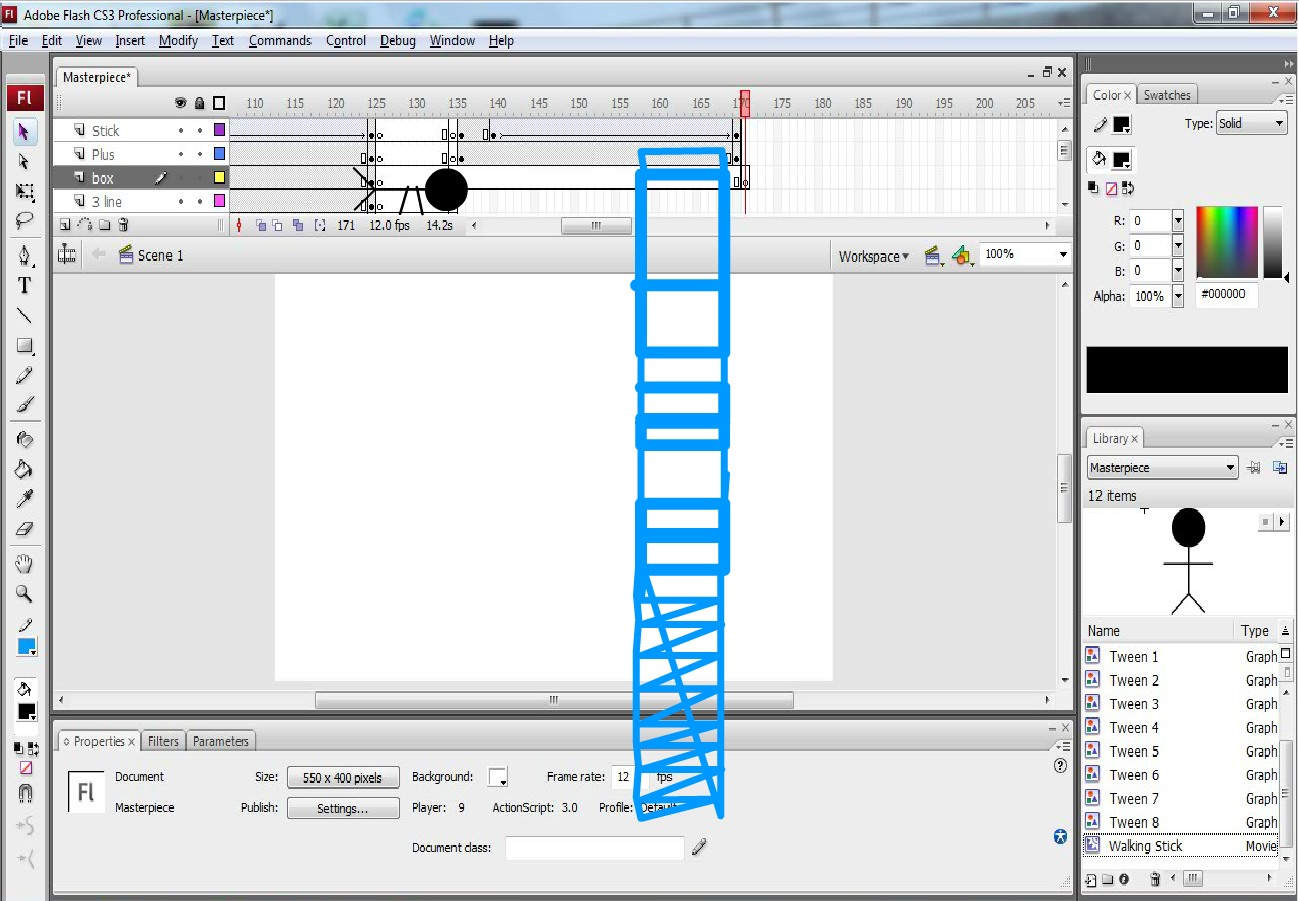 Fl Adobe Flash CS3 Professional - [Masterpiece*]
File Edit View Insert Modify Text Commands Control Debug Window Help
Masterpiece*
Fl
110 115 120 125 130 135 140 145 150 155 160 165 170 175 180 185 190 195 200 205
Stick
Plus
box
3 line
171 12.0 fps 14.2s
Scene 1
Workspace
100%
Color x Swatches
Type: Solid
R: 0
G: 0
B: 0
Alpha: 100%
#000000
Library x
Masterpiece
12 items
Name Type
Tween 1 Graph
Tween 2 Graph
Tween 3 Graph
Tween 4 Graph
Tween 5 Graph
Tween 6 Graph
Tween 7 Graph
Tween 8 Graph
Walking Stick Movie
Properties x Filters Parameters
Fl
Document
Masterpiece
Size: 550 x 400 pixels
Background:
Frame rate: 12 fps
Publish: Settings...
Player: 9
ActionScript: 3.0
Profile: Default
Document class: